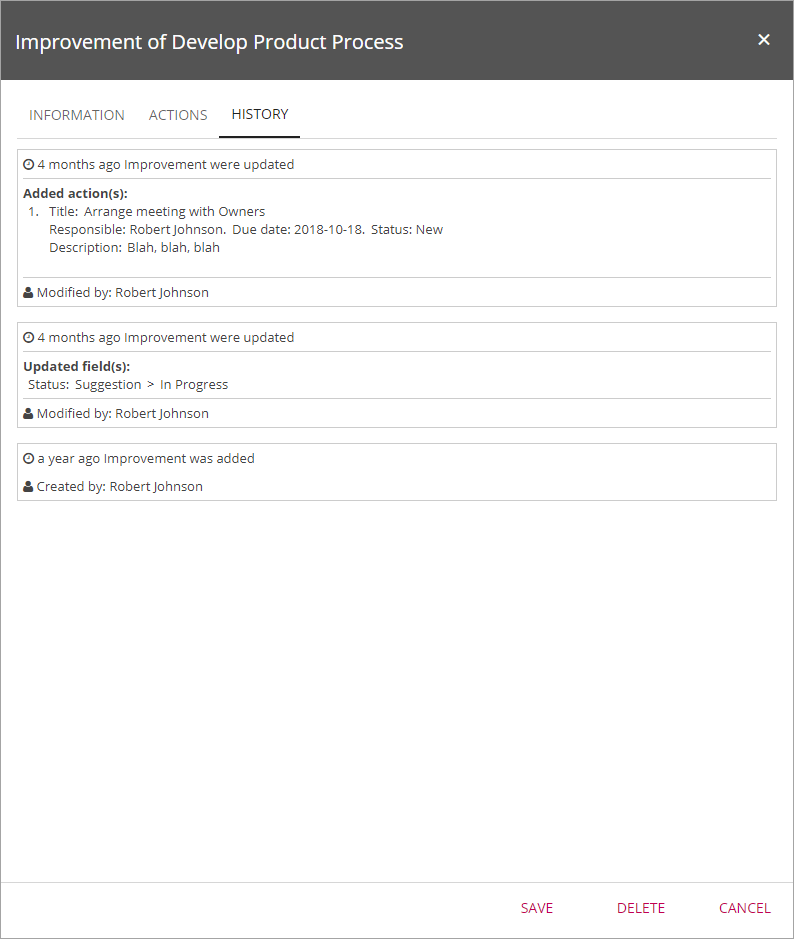 Improvement of Develop Product Process
INFORMATION ACTIONS HISTORY
4 months ago Improvement were updated
Added action(s):
1. Title: Arrange meeting with Owners
Responsible: Robert Johnson. Due date: 2018-10-18. Status: New
Description: Blah, blah, blah
Modified by: Robert Johnson
4 months ago Improvement were updated
Updated field(s):
Status: Suggestion > In Progress
Modified by: Robert Johnson
a year ago Improvement was added
Created by: Robert Johnson
SAVE DELETE CANCEL